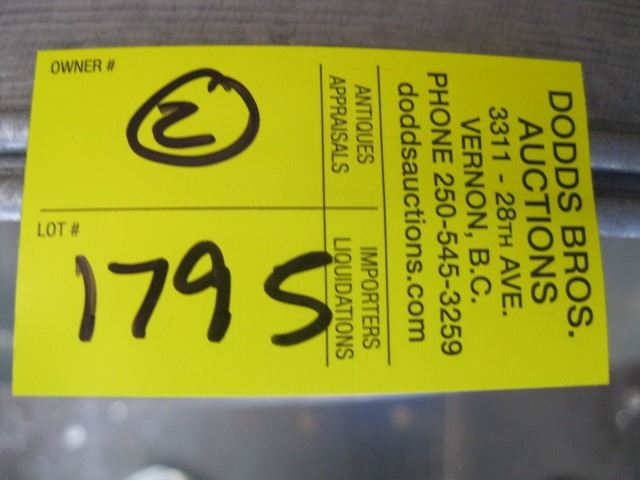 DODDS BROS.
AUCTIONS
3311 - 28TH AVE.
VERNON, B.C.
PHONE 250-545-3259
doddsauctions.com
ANTIQUES
APPRAISALS
IMPORTERS
LIQUIDATIONS
OWNER #
2
LOT #
1795